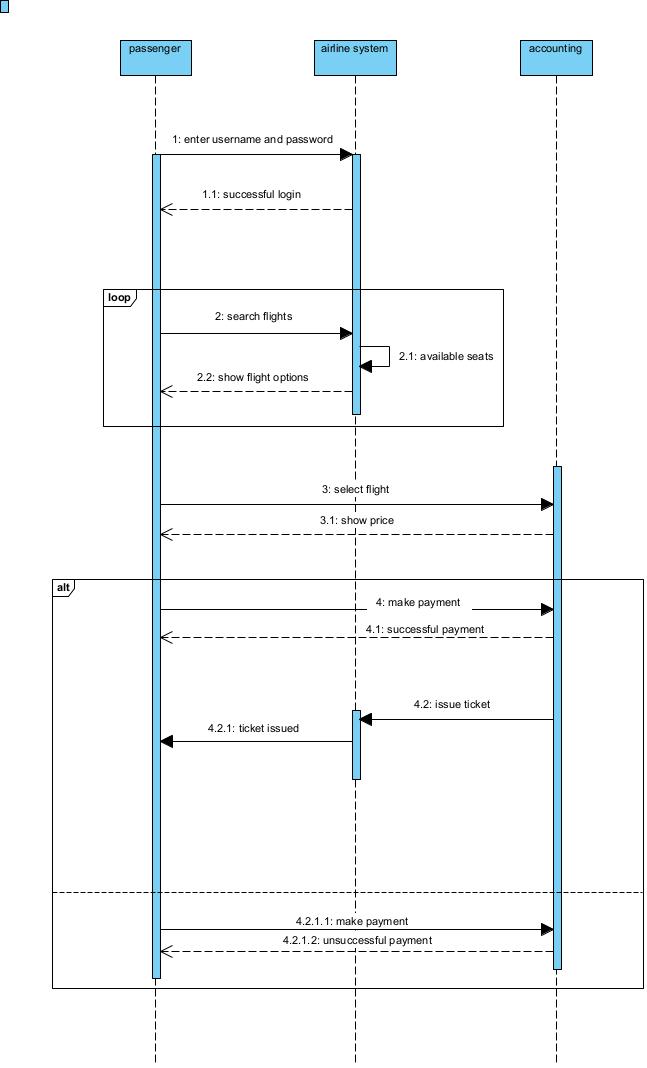 passenger
airline system
accounting
1: enter username and password
1.1: successful login
loop
2: search flights
2.1: available seats
2.2: show flight options
3: select flight
3.1: show price
alt
4: make payment
4.1: successful payment
4.2: issue ticket
4.2.1: ticket issued
4.2.1.1: make payment
4.2.1.2: unsuccessful payment